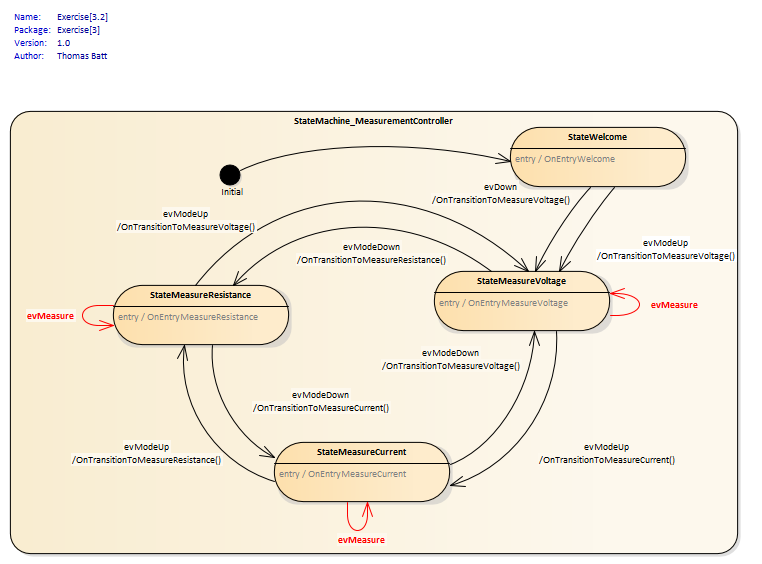 Name: Exercise[3.2]
Package: Exercise[3]
Version: 1.0
Author: Thomas Batt
StateMachine_MeasurementController
StateWelcome
entry / OnEntryWelcome
Initial
evDown
/OnTransitionToMeasureVoltage()
evModeUp
/OnTransitionToMeasureVoltage()
evModeDown
/OnTransitionToMeasureResistance()
evModeUp
/OnTransitionToMeasureVoltage()
StateMeasureResistance
entry / OnEntryMeasureResistance
evMeasure
StateMeasureVoltage
entry / OnEntryMeasureVoltage
evMeasure
evModeDown
/OnTransitionToMeasureVoltage()
evModeDown
/OnTransitionToMeasureCurrent()
evModeUp
/OnTransitionToMeasureResistance()
StateMeasureCurrent
entry / OnEntryMeasureCurrent
evModeUp
/OnTransitionToMeasureCurrent()
evMeasure